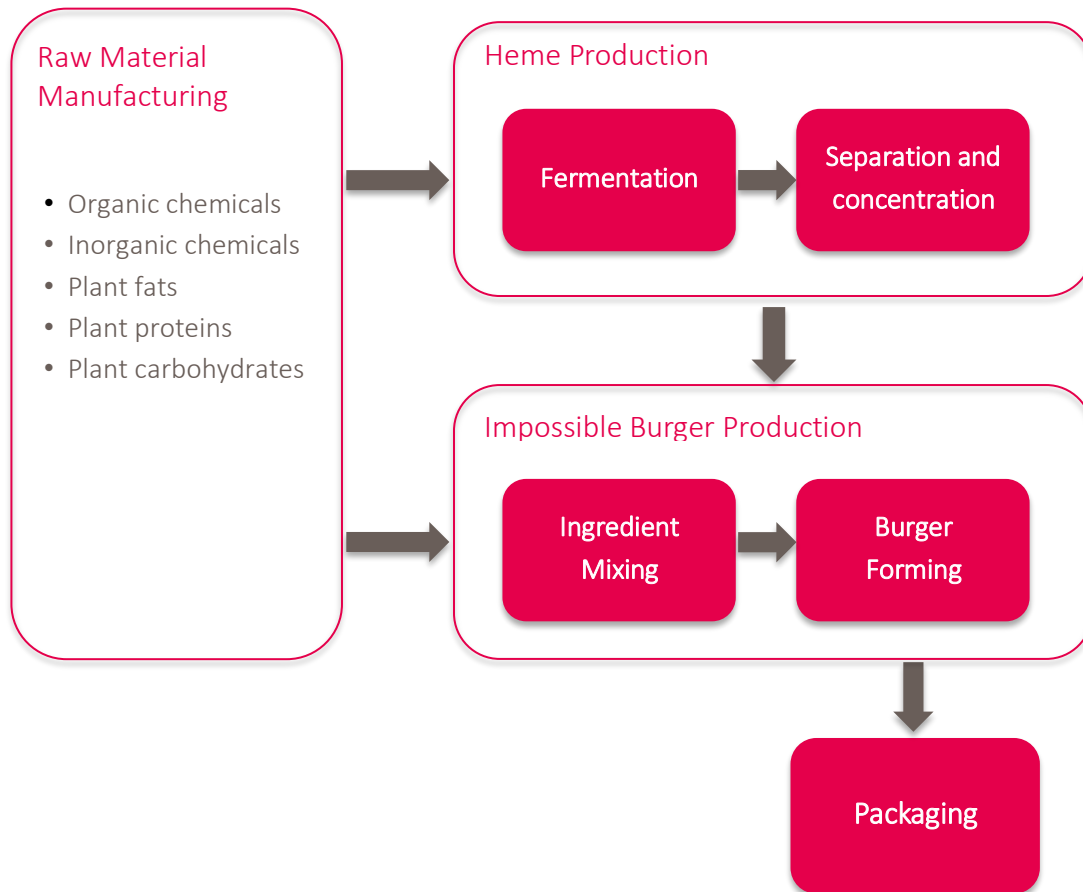 Raw Material
Manufacturing
• Organic chemicals
• Inorganic chemicals
• Plant fats
• Plant proteins
• Plant carbohydrates
Heme Production
Fermentation
Separation and
concentration
Impossible Burger Production
Ingredient
Mixing
Burger
Forming
Packaging